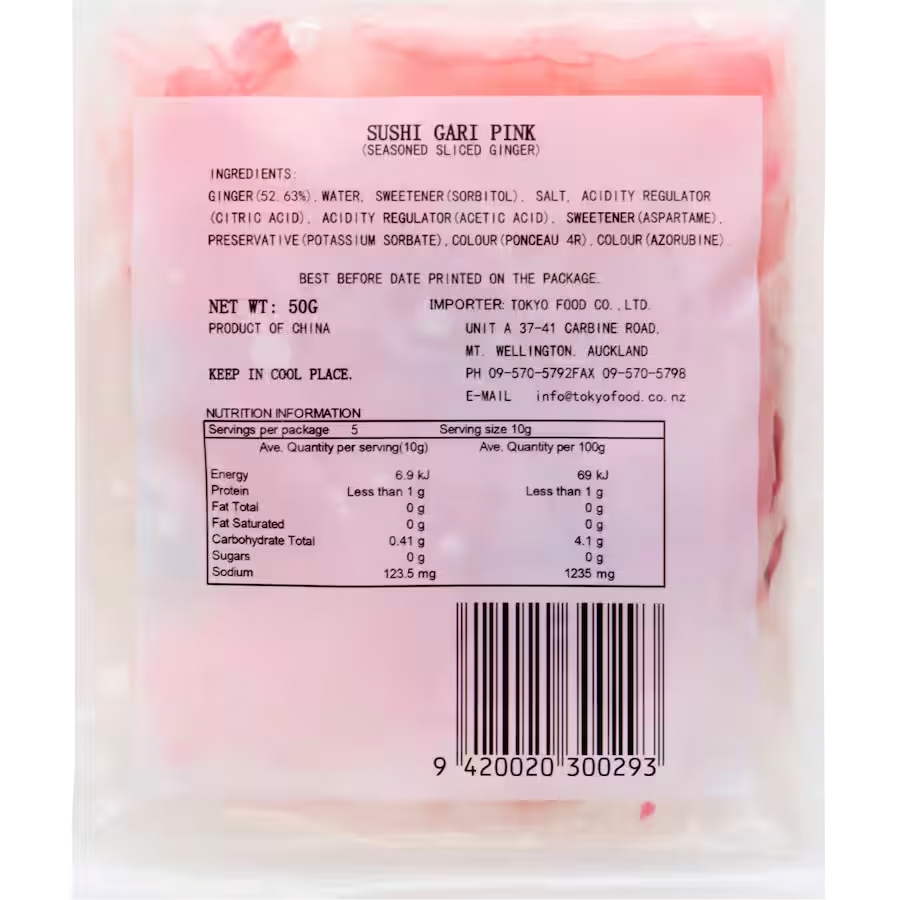 SUSHI GARI PINK
(SEASONED SLICED GINGER)
INGREDIENTS:
GINGER(52.63%), WATER, SWEETENER(SORBITOL), SALT, ACIDITY REGULATOR
(CITRIC ACID), ACIDITY REGULATOR(ACETIC ACID), SWEETENER(ASPARTAME),
PRESERVATIVE(POTASSIUM SORBATE), COLOUR(PONCEAU 4R), COLOUR(AZORUBINE).
BEST BEFORE DATE PRINTED ON THE PACKAGE.
NET WT: 50G IMPORTER: TOKYO FOOD CO.,LTD.
PRODUCT OF CHINA UNIT A 37-41 CARBINE ROAD,
MT. WELLINGTON. AUCKLAND
KEEP IN COOL PLACE. PH 09-570-5792FAX 09-570-5798
E-MAIL info@tokyofood.co.nz
NUTRITION INFORMATION
Servings per package 5 Serving size 10g
Ave. Quantity per serving(10g) Ave. Quantity per 100g
Energy 6.9 kJ 69 kJ
Protein Less than 1 g Less than 1 g
Fat Total 0 g 0 g
Fat Saturated 0 g 0 g
Carbohydrate Total 0.41 g 4.1 g
Sugars 0 g 0 g
Sodium 123.5 mg 1235 mg
9 420020 300293